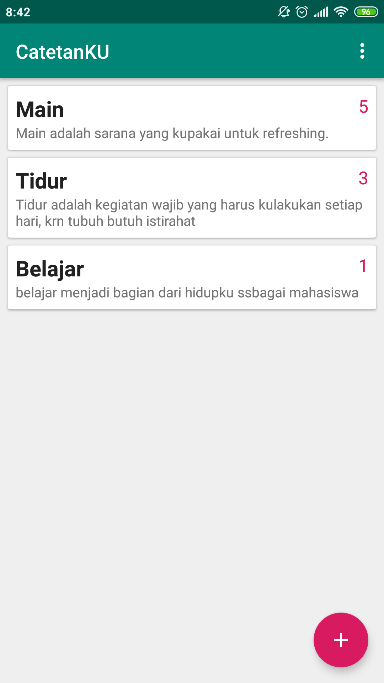 8:42
96
CatetanKU
Main
5
Main adalah sarana yang kupakai untuk refreshing.
Tidur
3
Tidur adalah kegiatan wajib yang harus kulakukan setiap
hari, krn tubuh butuh istirahat
Belajar
1
belajar menjadi bagian dari hidupku ssbagai mahasiswa
+